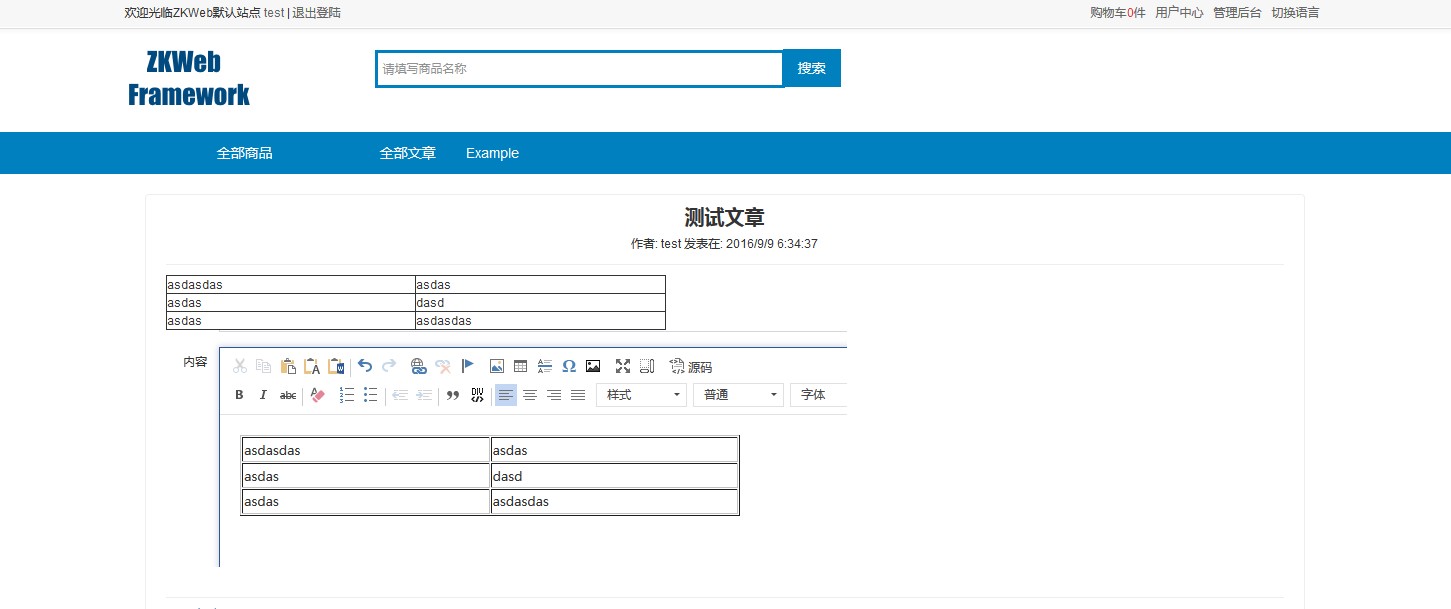 欢迎光临ZKWeb默认站点 test | 退出登陆
购物车0件 用户中心 管理后台 切换语言
ZKWeb
Framework
请填写商品名称
搜索
全部商品 全部文章 Example
测试文章
作者: test 发表在: 2016/9/9 6:34:37
asdasdas asdas
asdas dasd
asdas asdasdas
内容
源码
B I abc DIV 样式 普通 字体
asdasdas asdas
asdas dasd
asdas asdasdas